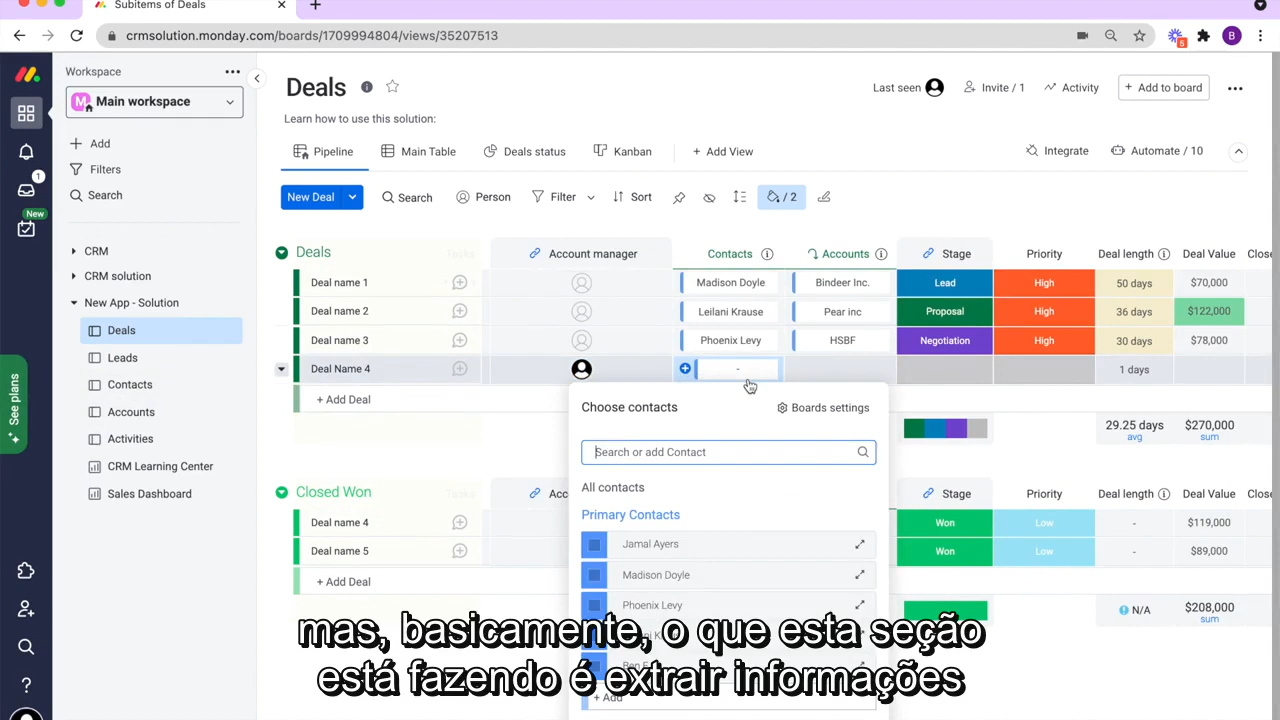 Subitems of Deals
crmsolution.monday.com/boards/1709994804/views/35207513
5
B
Workspace
M
Main workspace
Add
Filters
Search
1
New
CRM
CRM solution
New App - Solution
Deals
Leads
Contacts
Accounts
Activities
CRM Learning Center
Sales Dashboard
See plans
Deals
Last seen
Invite / 1
Activity
+ Add to board
Learn how to use this solution:
Pipeline
Main Table
Deals status
Kanban
+ Add View
Integrate
Automate / 10
New Deal
Search
Person
Filter
Sort
/ 2
Deals
Tasks
Account manager
Contacts
Accounts
Stage
Priority
Deal length
Deal Value
Close
Deal name 1
Madison Doyle
Bindeer Inc.
Lead
High
50 days
$70,000
Deal name 2
Leilani Krause
Pear inc
Proposal
High
36 days
$122,000
Deal name 3
Phoenix Levy
HSBF
Negotiation
High
30 days
$78,000
Deal Name 4
-
1 days
+ Add Deal
29.25 days
avg
$270,000
sum
Choose contacts
Boards settings
Search or add Contact
All contacts
Primary Contacts
Jamal Ayers
Madison Doyle
Phoenix Levy
+ Add
Closed Won
Tasks
Acc
Stage
Priority
Deal length
Deal Value
Close
Deal name 4
Won
Low
-
$119,000
Deal name 5
Won
Low
-
$89,000
+ Add Deal
N/A
$208,000
sum
mas, basicamente, o que esta seção
está fazendo é extrair informações